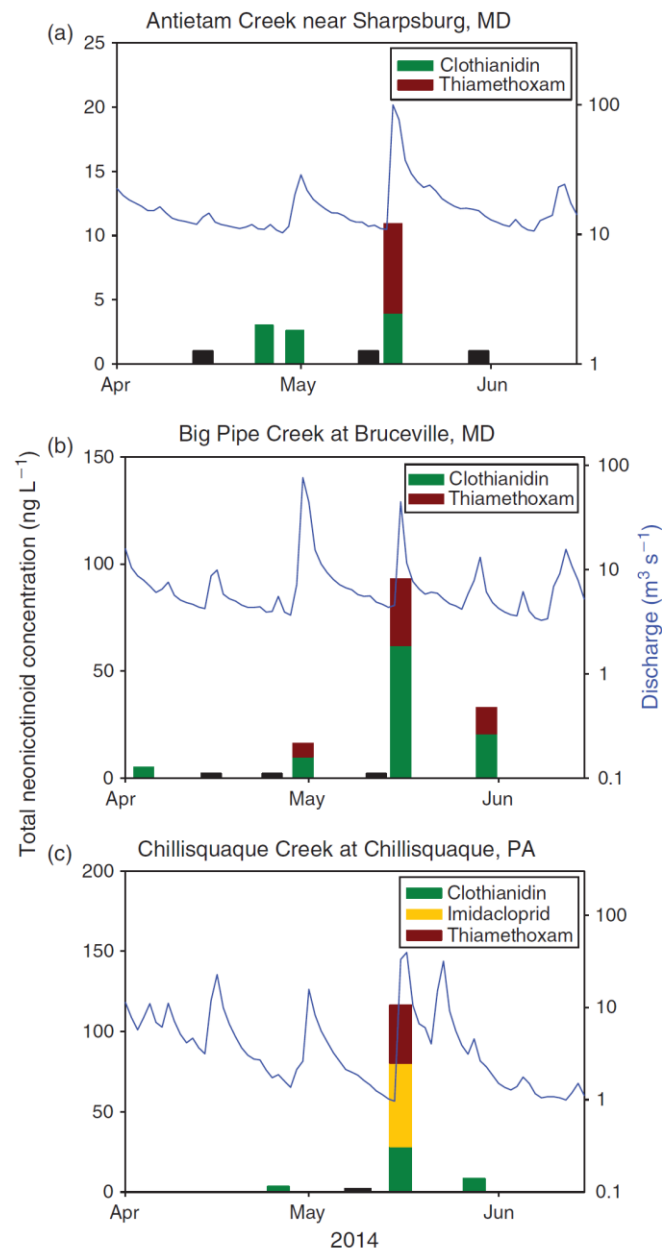 (a) Antietam Creek near Sharpsburg, MD
25
20
15
10
5
0
Clothianidin
Thiamethoxam
100
10
1
Apr May Jun
(b) Big Pipe Creek at Bruceville, MD
150
100
50
0
Clothianidin
Thiamethoxam
100
10
1
0.1
Apr May Jun
Total neonicotinoid concentration (ng L⁻¹)
Discharge (m³ s⁻¹)
(c) Chillisquaque Creek at Chillisquaque, PA
200
150
100
50
0
Clothianidin
Imidacloprid
Thiamethoxam
100
10
1
0.1
Apr May Jun
2014